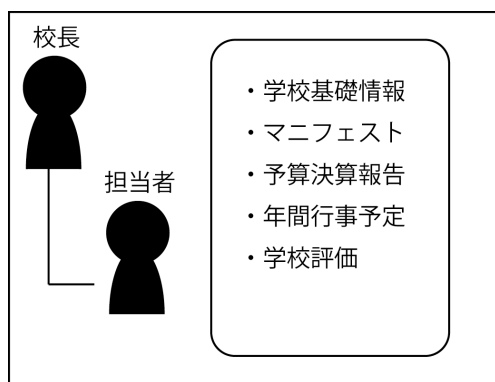 校長
担当者
・学校基礎情報
・マニフェスト
・予算決算報告
・年間行事予定
・学校評価